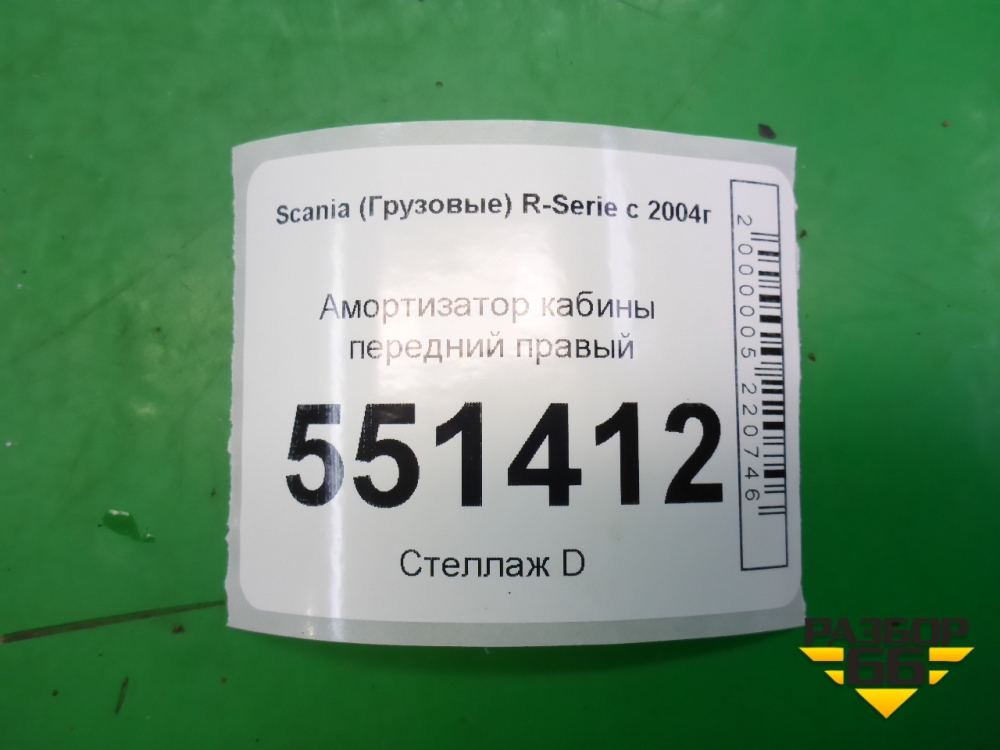 Scania (Грузовые) R-Serie с 2004г
Амортизатор кабины
передний правый
551412
Стеллаж D
2000005220746
РАЗБОР
66